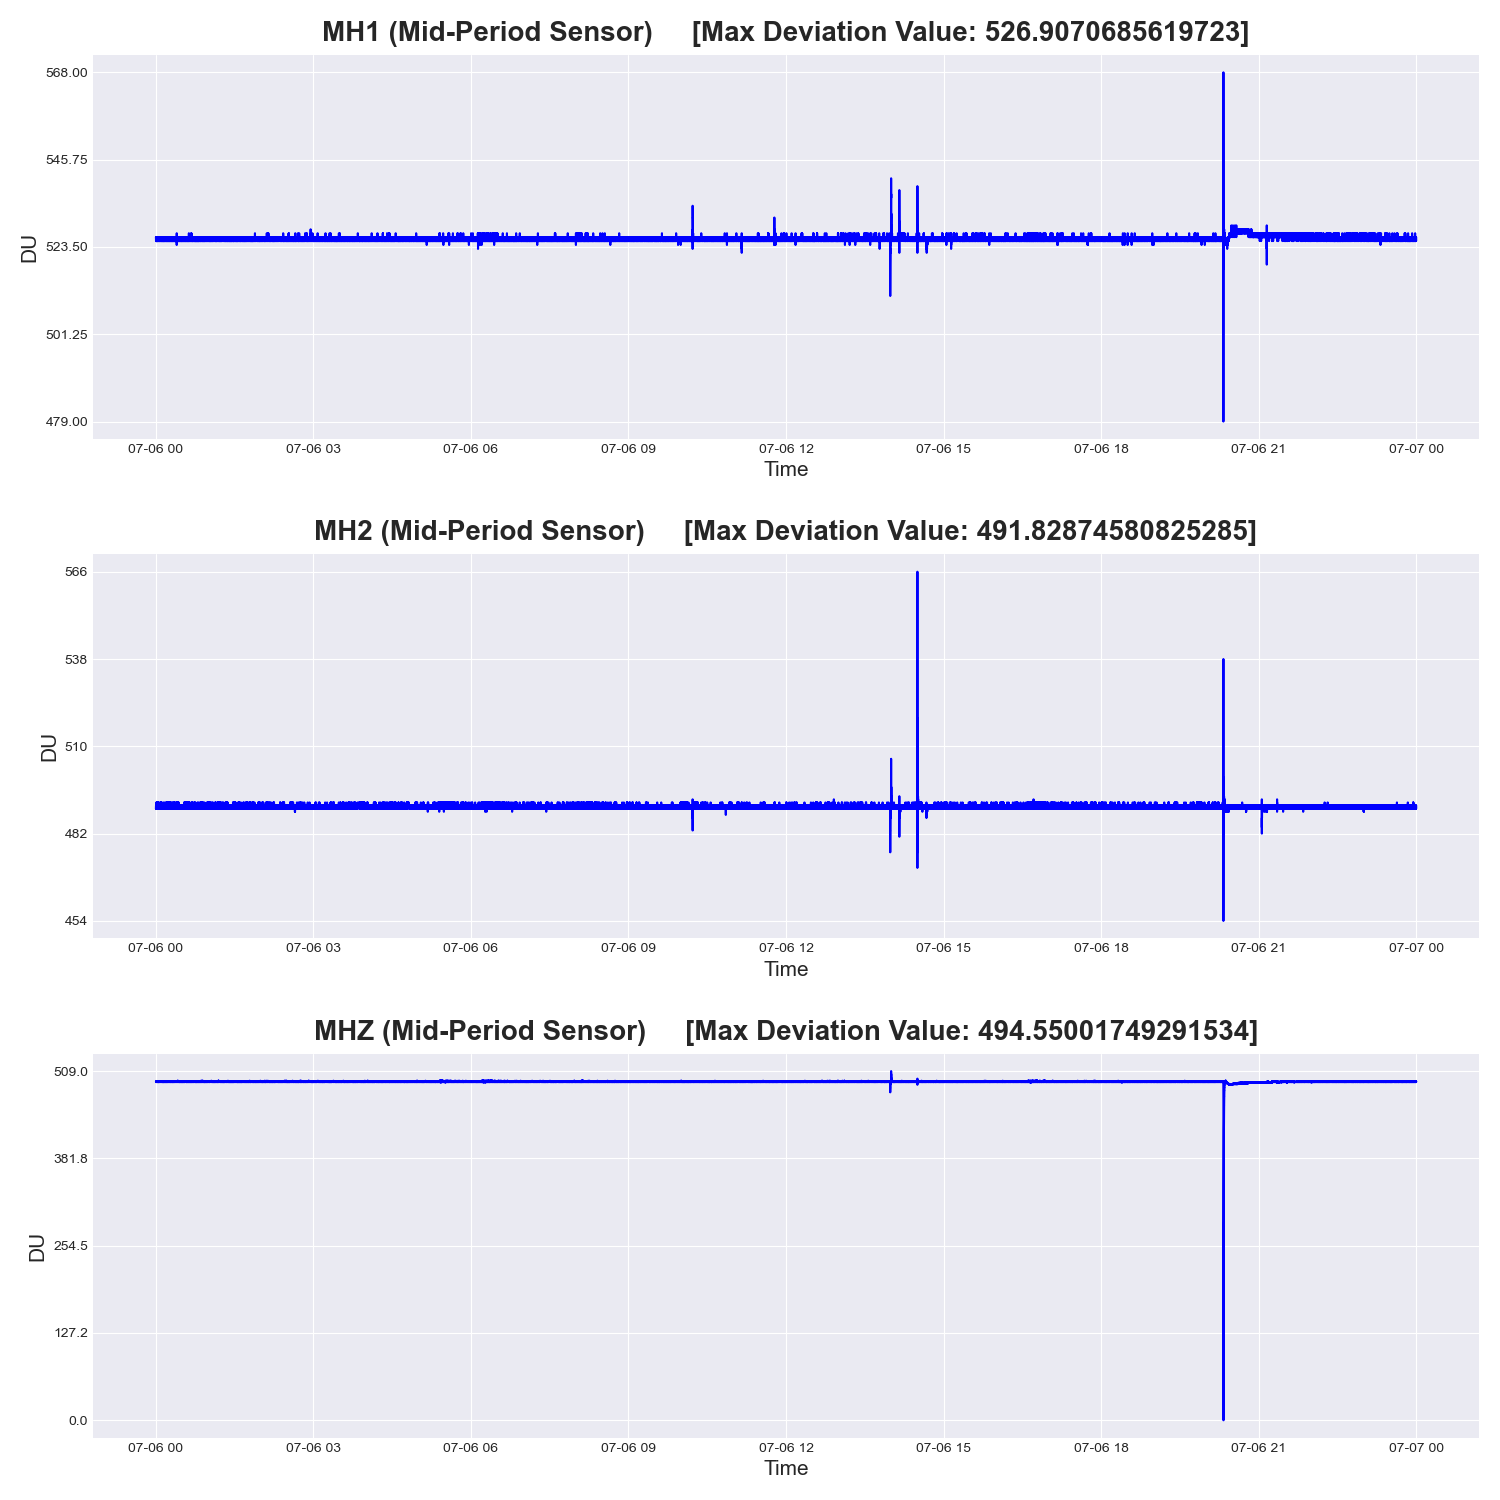 MH1 (Mid-Period Sensor) [Max Deviation Value: 526.9070685619723]
568.00
545.75
523.50
501.25
479.00
DU
07-06 00 07-06 03 07-06 06 07-06 09 07-06 12 07-06 15 07-06 18 07-06 21 07-07 00
Time
MH2 (Mid-Period Sensor) [Max Deviation Value: 491.82874580825285]
566
538
510
482
454
DU
07-06 00 07-06 03 07-06 06 07-06 09 07-06 12 07-06 15 07-06 18 07-06 21 07-07 00
Time
MHZ (Mid-Period Sensor) [Max Deviation Value: 494.55001749291534]
509.0
381.8
254.5
127.2
0.0
DU
07-06 00 07-06 03 07-06 06 07-06 09 07-06 12 07-06 15 07-06 18 07-06 21 07-07 00
Time